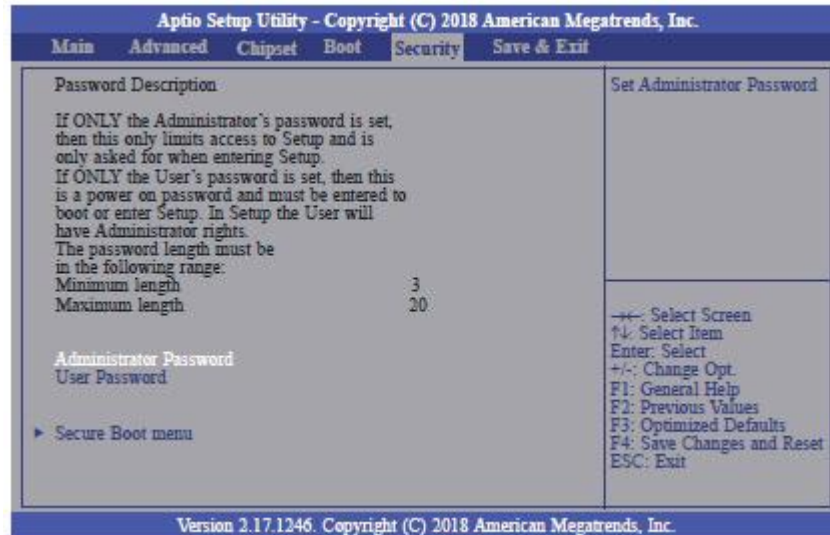 Aptio Setup Utility - Copyright (C) 2018 American Megatrends, Inc.
Main Advanced Chipset Boot Security Save & Exit
Password Description
If ONLY the Administrator's password is set,
then this only limits access to Setup and is
only asked for when entering Setup.
If ONLY the User's password is set, then this
is a power on password and must be entered to
boot or enter Setup. In Setup the User will
have Administrator rights.
The password length must be
in the following range:
Minimum length 3
Maximum length 20
Administrator Password
User Password
► Secure Boot menu
Set Administrator Password
→←: Select Screen
↑↓: Select Item
Enter: Select
+/-: Change Opt.
F1: General Help
F2: Previous Values
F3: Optimized Defaults
F4: Save Changes and Reset
ESC: Exit
Version 2.17.1246. Copyright (C) 2018 American Megatrends, Inc.